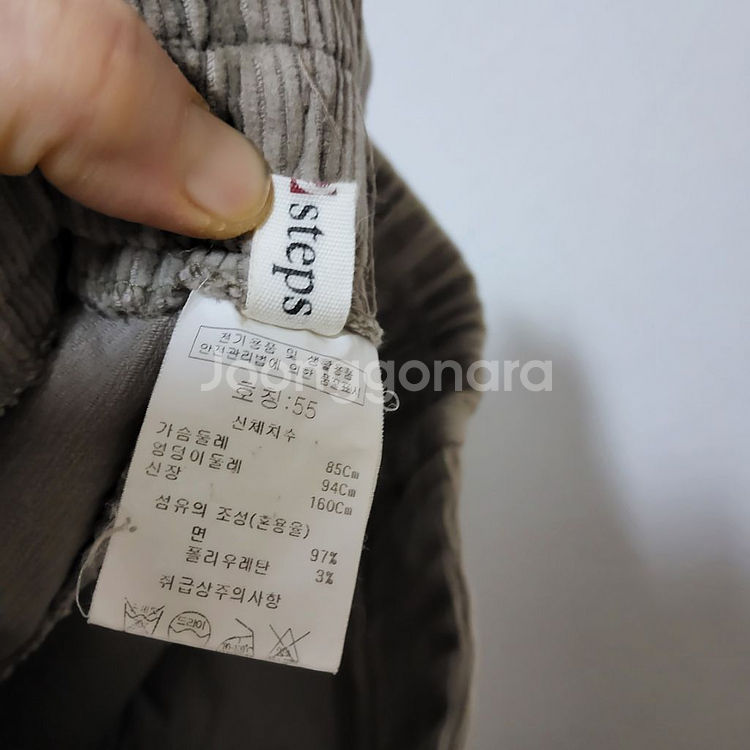 steps
전기용품 및 생활용품
안전관리법에 의한 품질표시
Joonggonara
호칭:55
신체치수
가슴둘레 85Cm
엉덩이둘레 94Cm
신장 160Cm
섬유의 조성(혼용율)
면 97%
폴리우레탄 3%
취급상주의사항
드라이